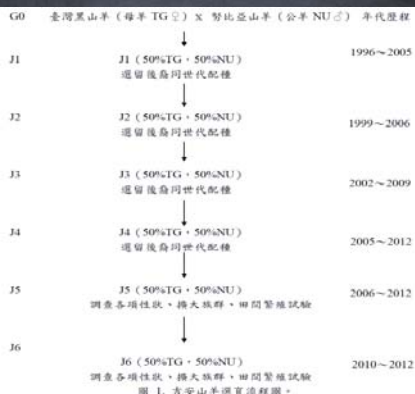 G0 臺灣黑山羊(母羊 TG♀) x 努比亞山羊(公羊 NU♂) 年代歷程
J1 J1(50%TG,50%NU) 1996~2005
選留後裔同世代配種
J2 J2(50%TG,50%NU) 1999~2006
選留後裔同世代配種
J3 J3(50%TG,50%NU) 2002~2009
選留後裔同世代配種
J4 J4(50%TG,50%NU) 2005~2012
選留後裔同世代配種
J5 J5(50%TG,50%NU) 2006~2012
調查各項性狀、擴大族群、田間繁殖試驗
J6 J6(50%TG,50%NU) 2010~2012
調查各項性狀、擴大族群、田間繁殖試驗
圖 1. 方安山羊選育流程圖。